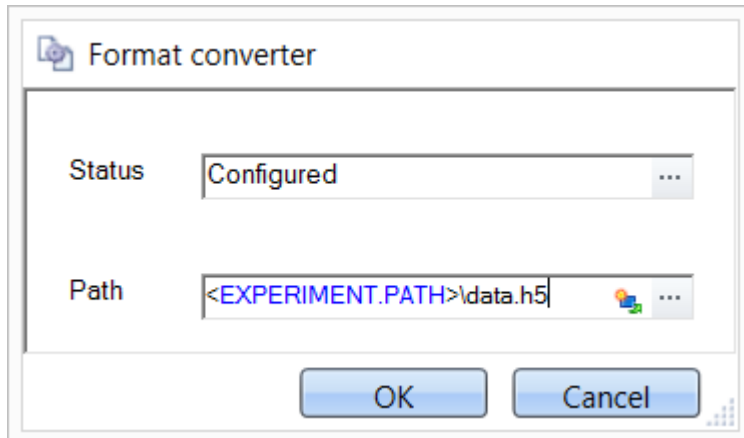 Format converter
Status Configured ...
Path <EXPERIMENT.PATH>\data.h5 ...
OK Cancel